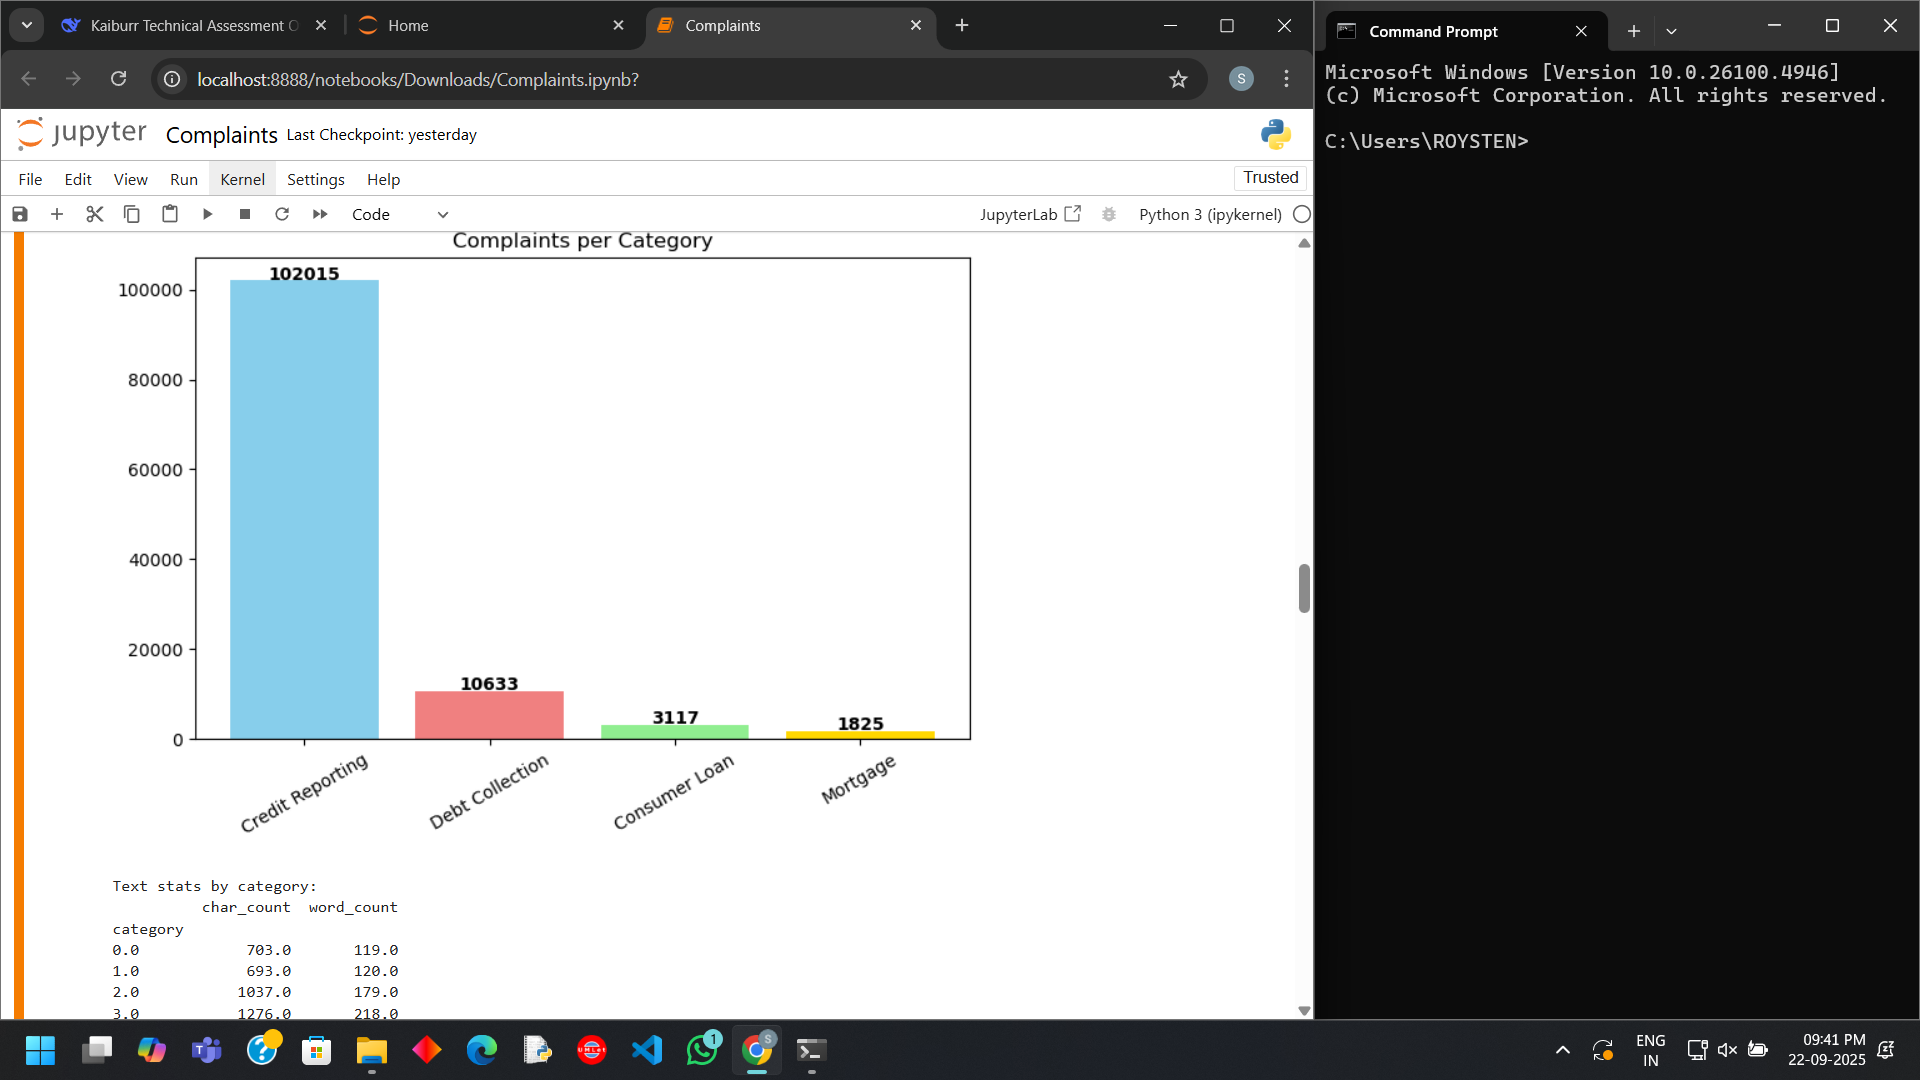 Kaiburr Technical Assessment
Home
Complaints
localhost:8888/notebooks/Downloads/Complaints.ipynb?
S
jupyter
Complaints
Last Checkpoint: yesterday
File Edit View Run Kernel Settings Help
Trusted
Code
JupyterLab
Python 3 (ipykernel)
Complaints per Category
102015
100000
80000
60000
40000
20000
0
10633
3117
1825
Credit Reporting
Debt Collection
Consumer Loan
Mortgage
Text stats by category:
char_count word_count
category
0.0 703.0 119.0
1.0 693.0 120.0
2.0 1037.0 179.0
3.0 1276.0 218.0
Command Prompt
Microsoft Windows [Version 10.0.26100.4946]
(c) Microsoft Corporation. All rights reserved.
C:\Users\ROYSTEN>
1
S
ENG
IN
09:41 PM
22-09-2025